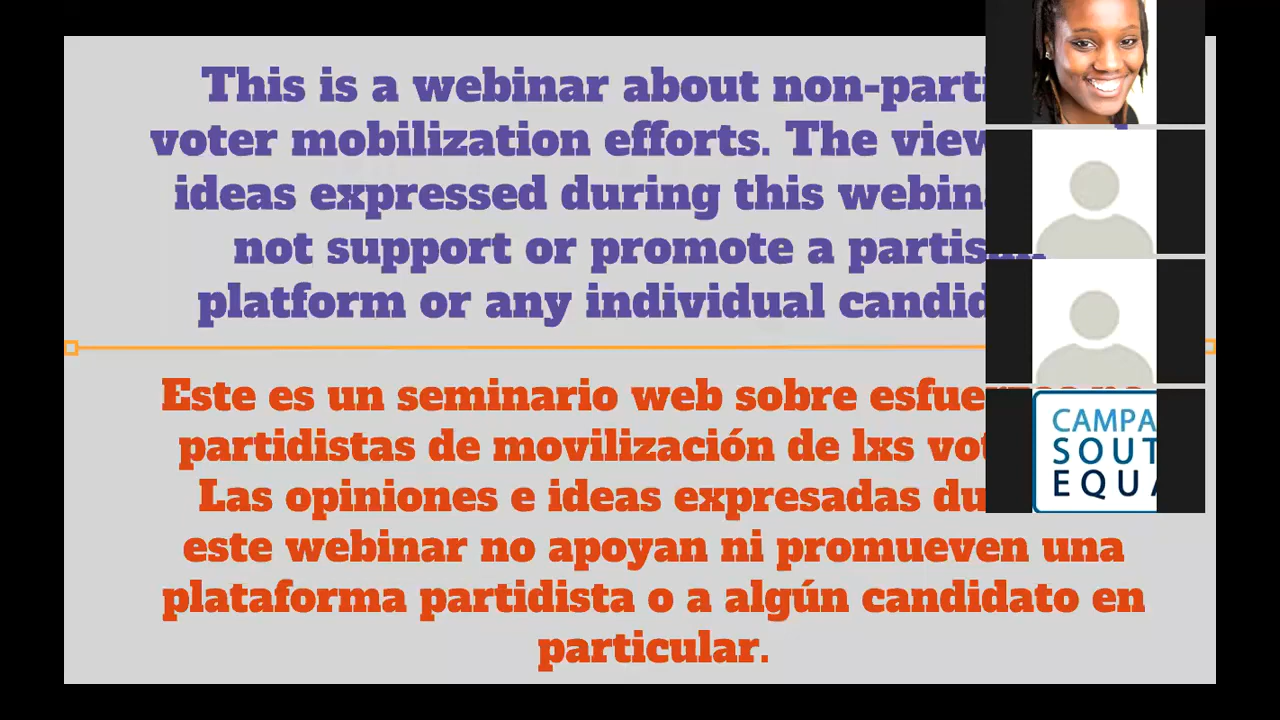 This is a webinar about non-parti
voter mobilization efforts. The view
ideas expressed during this webin
not support or promote a partisan
platform or any individual candid
Este es un seminario web sobre esfuerzos no
partidistas de movilización de lxs vot
Las opiniones e ideas expresadas du
este webinar no apoyan ni promueven una
plataforma partidista o a algún candidato en
particular.
CAMPA
SOUT
EQUA